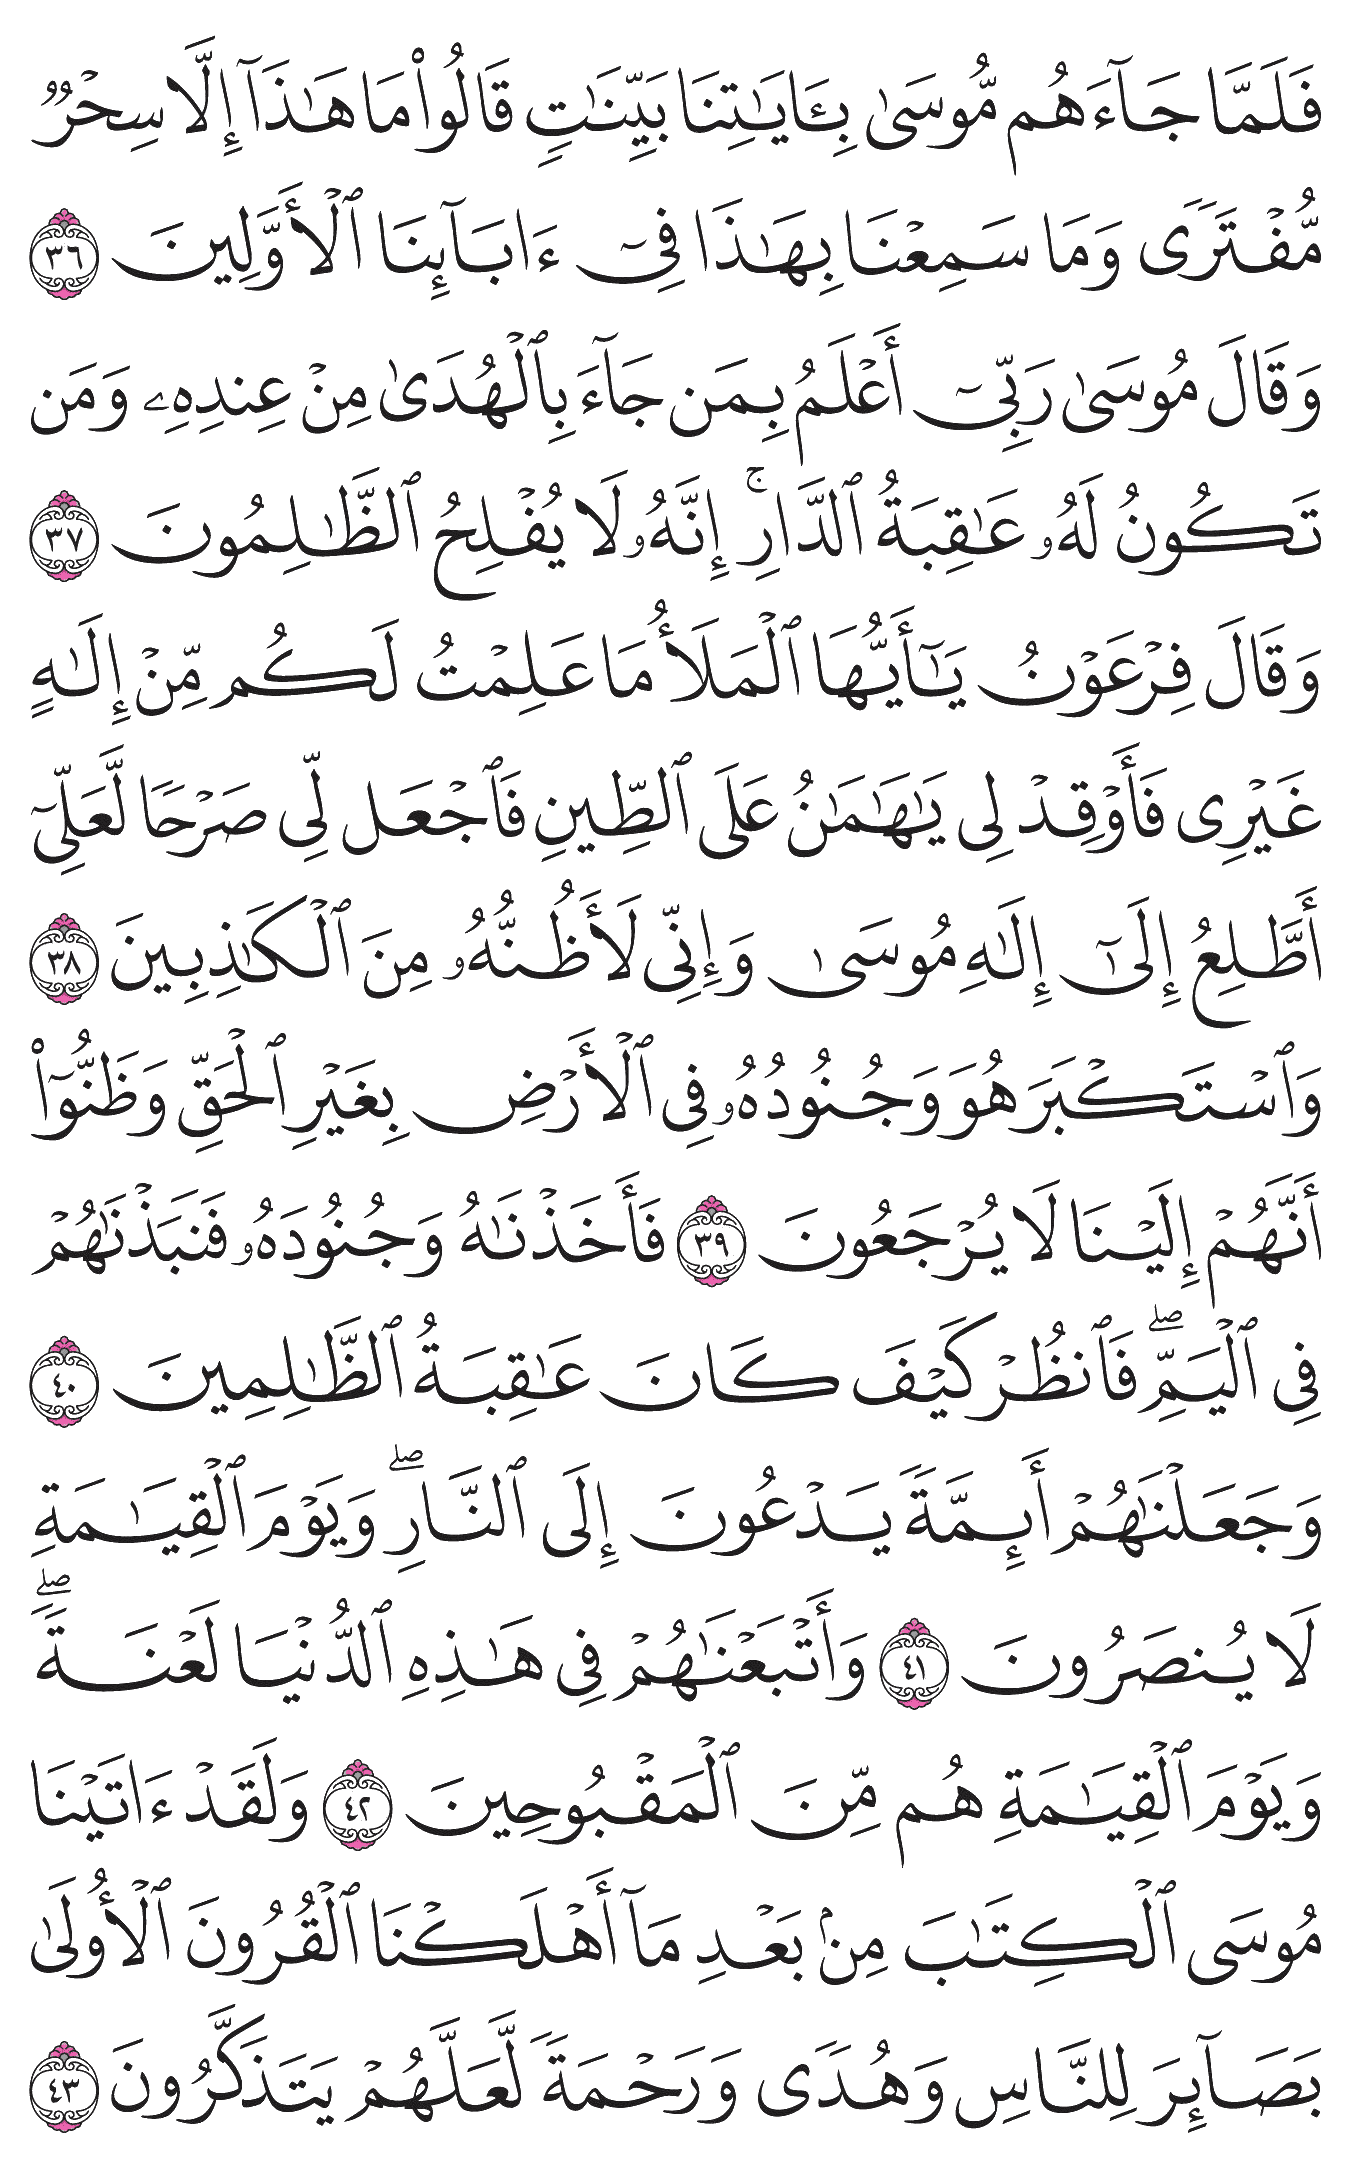 فَلَمَّا جَآءَهُم مُّوسَىٰ بِـَٔايَـٰتِنَا بَيِّنَـٰتٍ قَالُوا۟ مَا هَـٰذَآ إِلَّا سِحْرٌ
مُّفْتَرًى وَمَا سَمِعْنَا بِهَـٰذَا فِىٓ ءَابَآئِنَا ٱلْأَوَّلِينَ ٣٦
وَقَالَ مُوسَىٰ رَبِّىٓ أَعْلَمُ بِمَن جَآءَ بِٱلْهُدَىٰ مِنْ عِندِهِۦ وَمَن
تَكُونُ لَهُۥ عَـٰقِبَةُ ٱلدَّارِ ۚ إِنَّهُۥ لَا يُفْلِحُ ٱلظَّـٰلِمُونَ ٣٧
وَقَالَ فِرْعَوْنُ يَـٰٓأَيُّهَا ٱلْمَلَأُ مَا عَلِمْتُ لَكُم مِّنْ إِلَـٰهٍ
غَيْرِى فَأَوْقِدْ لِى يَـٰهَـٰمَـٰنُ عَلَى ٱلطِّينِ فَٱجْعَل لِّى صَرْحًا لَّعَلِّىٓ
أَطَّلِعُ إِلَىٰٓ إِلَـٰهِ مُوسَىٰ وَإِنِّى لَأَظُنُّهُۥ مِنَ ٱلْكَـٰذِبِينَ ٣٨
وَٱسْتَكْبَرَ هُوَ وَجُنُودُهُۥ فِى ٱلْأَرْضِ بِغَيْرِ ٱلْحَقِّ وَظَنُّوٓا۟
أَنَّهُمْ إِلَيْنَا لَا يُرْجَعُونَ ٣٩ فَأَخَذْنَـٰهُ وَجُنُودَهُۥ فَنَبَذْنَـٰهُمْ
فِى ٱلْيَمِّ ۖ فَٱنظُرْ كَيْفَ كَانَ عَـٰقِبَةُ ٱلظَّـٰلِمِينَ ٤٠
وَجَعَلْنَـٰهُمْ أَئِمَّةً يَدْعُونَ إِلَى ٱلنَّارِ ۖ وَيَوْمَ ٱلْقِيَـٰمَةِ
لَا يُنصَرُونَ ٤١ وَأَتْبَعْنَـٰهُمْ فِى هَـٰذِهِ ٱلدُّنْيَا لَعْنَةً ۖ
وَيَوْمَ ٱلْقِيَـٰمَةِ هُم مِّنَ ٱلْمَقْبُوحِينَ ٤٢ وَلَقَدْ ءَاتَيْنَا
مُوسَى ٱلْكِتَـٰبَ مِنۢ بَعْدِ مَآ أَهْلَكْنَا ٱلْقُرُونَ ٱلْأُولَىٰ
بَصَآئِرَ لِلنَّاسِ وَهُدًى وَرَحْمَةً لَّعَلَّهُمْ يَتَذَكَّرُونَ ٤٣